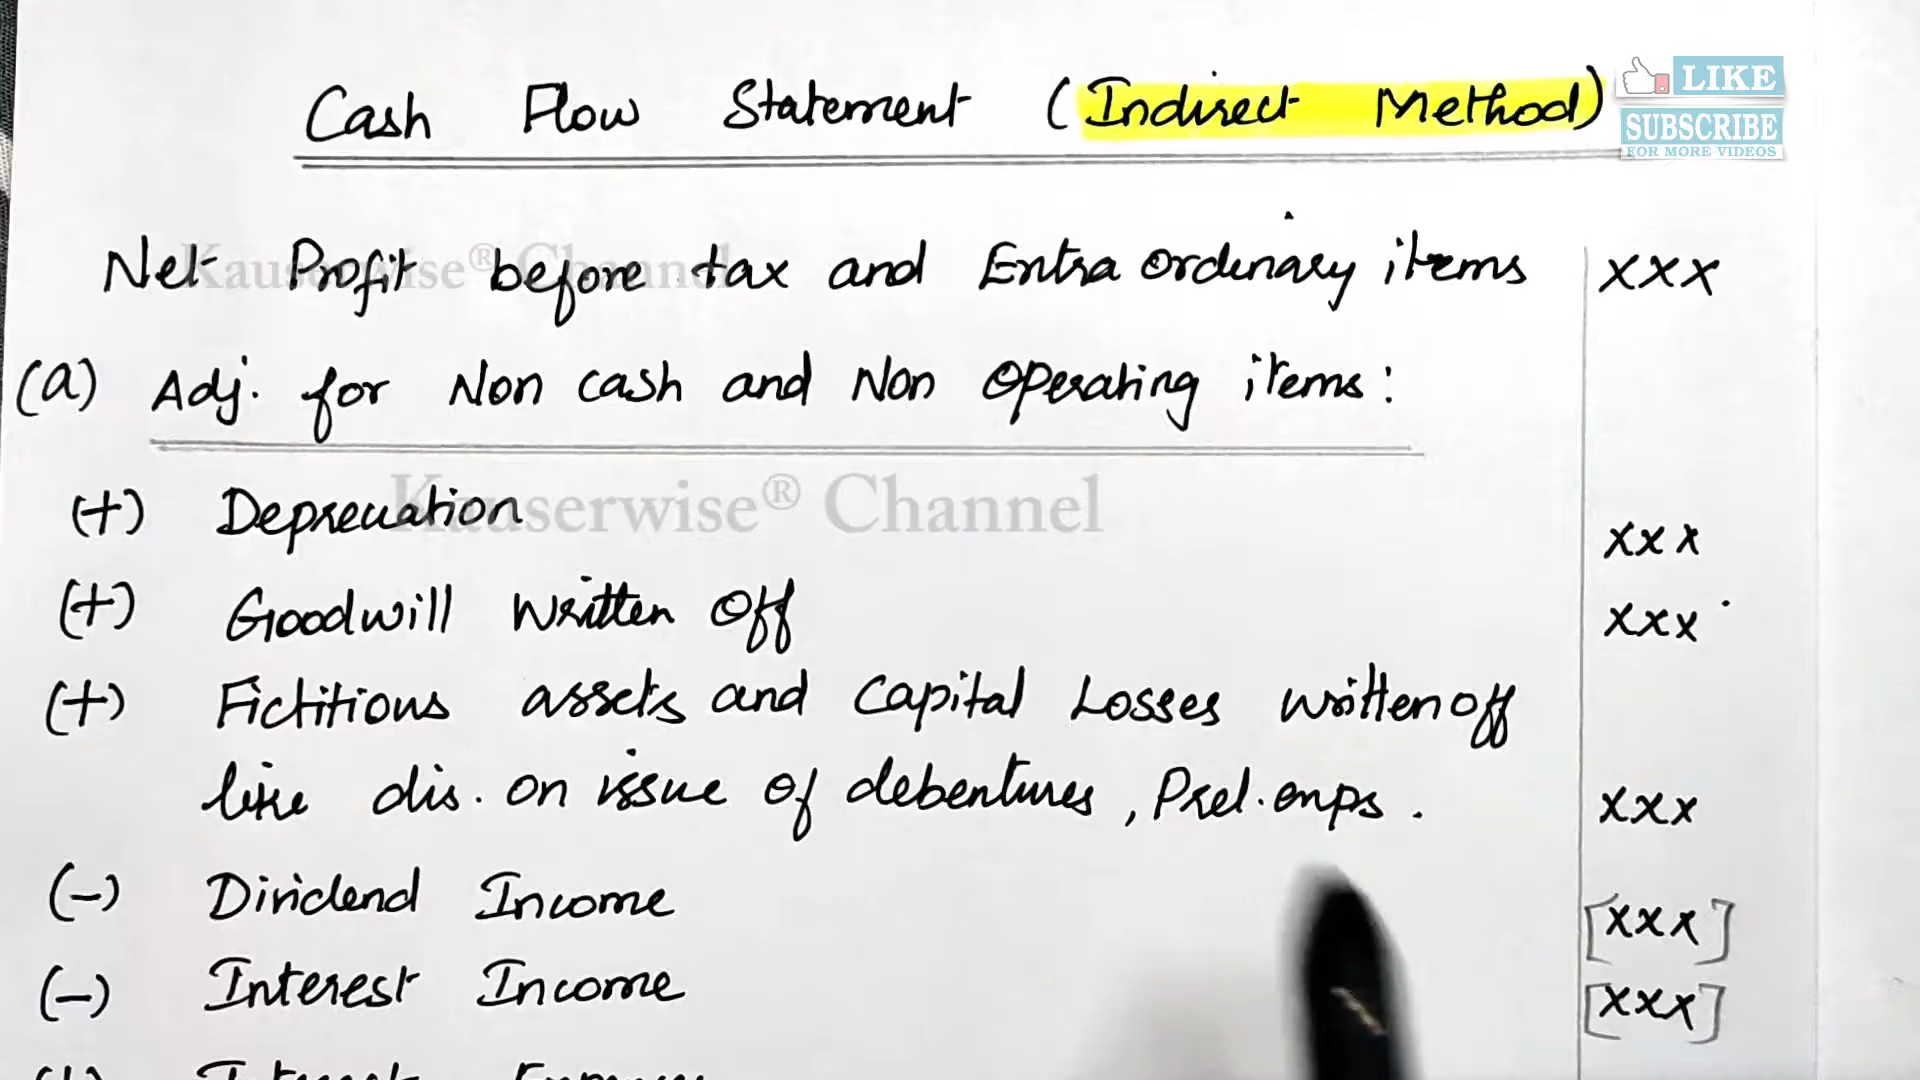 Cash Flow Statement (Indirect Method)
LIKE
SUBSCRIBE
FOR MORE VIDEOS
Net Profit before tax and Extra ordinary items xxx
Kauserwise® Channel
(a) Adj. for Non cash and Non Operating items:
Kauserwise® Channel
(+) Depreciation xxx
(+) Goodwill Written Off xxx
(+) Fictitious assets and Capital Losses written off
like dis. on issue of debentures, Prel. exps. xxx
(-) Dividend Income [xxx]
(-) Interest Income [xxx]
(+) Interest